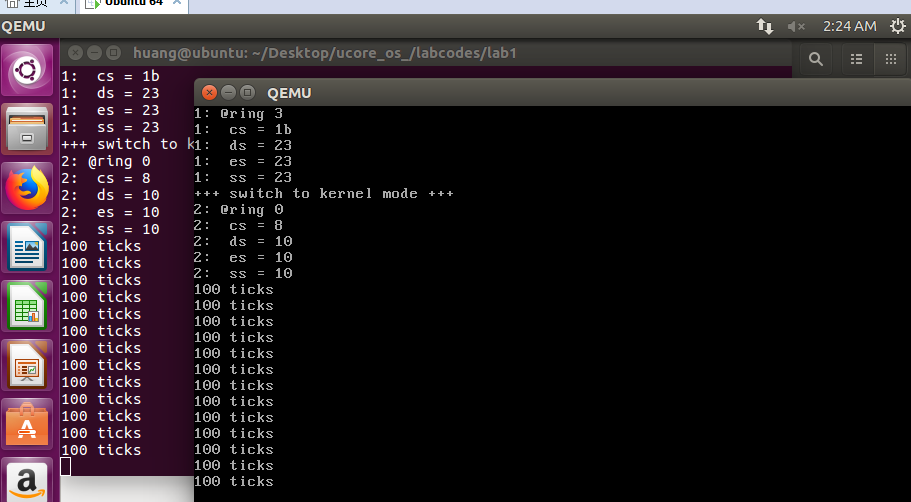 主页 Ubuntu 64
QEMU 2:24 AM
huang@ubuntu: ~/Desktop/ucore_os_/labcodes/lab1
1:  cs = 1b
1:  ds = 23
1:  es = 23
1:  ss = 23
+++ switch to k
2: @ring 0
2:  cs = 8
2:  ds = 10
2:  es = 10
2:  ss = 10
100 ticks
100 ticks
100 ticks
100 ticks
100 ticks
100 ticks
100 ticks
100 ticks
100 ticks
100 ticks
100 ticks
100 ticks
100 ticks
QEMU
1: @ring 3
1:  cs = 1b
1:  ds = 23
1:  es = 23
1:  ss = 23
+++ switch to kernel mode +++
2: @ring 0
2:  cs = 8
2:  ds = 10
2:  es = 10
2:  ss = 10
100 ticks
100 ticks
100 ticks
100 ticks
100 ticks
100 ticks
100 ticks
100 ticks
100 ticks
100 ticks
100 ticks
100 ticks
100 ticks